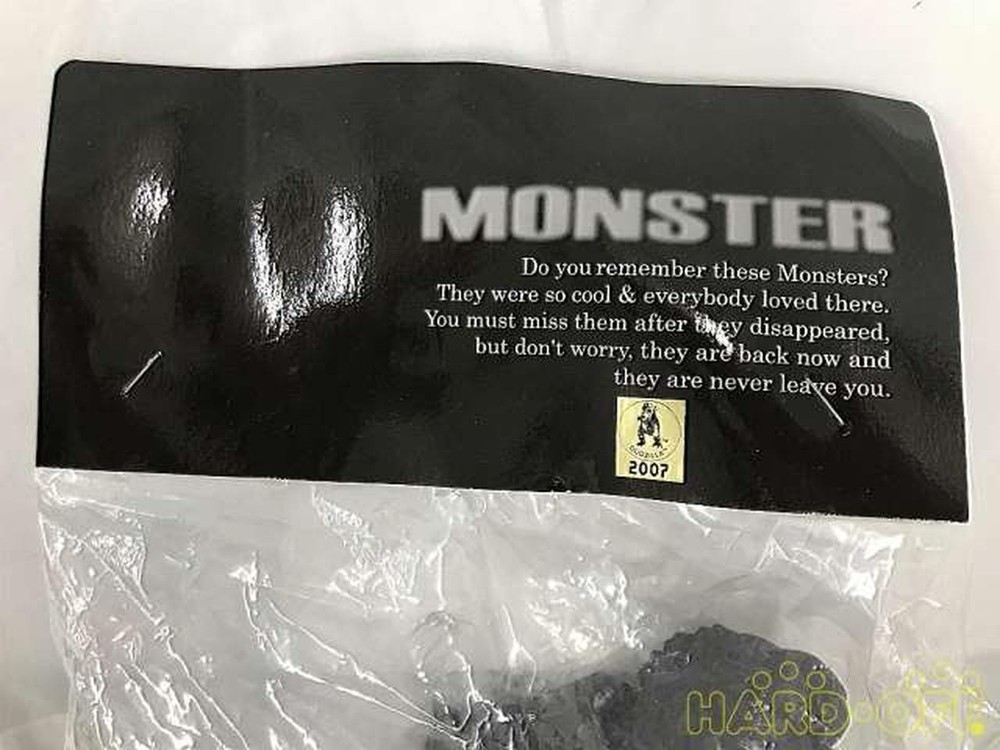 MONSTER
Do you remember these Monsters?
They were so cool & everybody loved there.
You must miss them after they disappeared,
but don't worry, they are back now and
they are never leave you.
2007
HARD-OFF